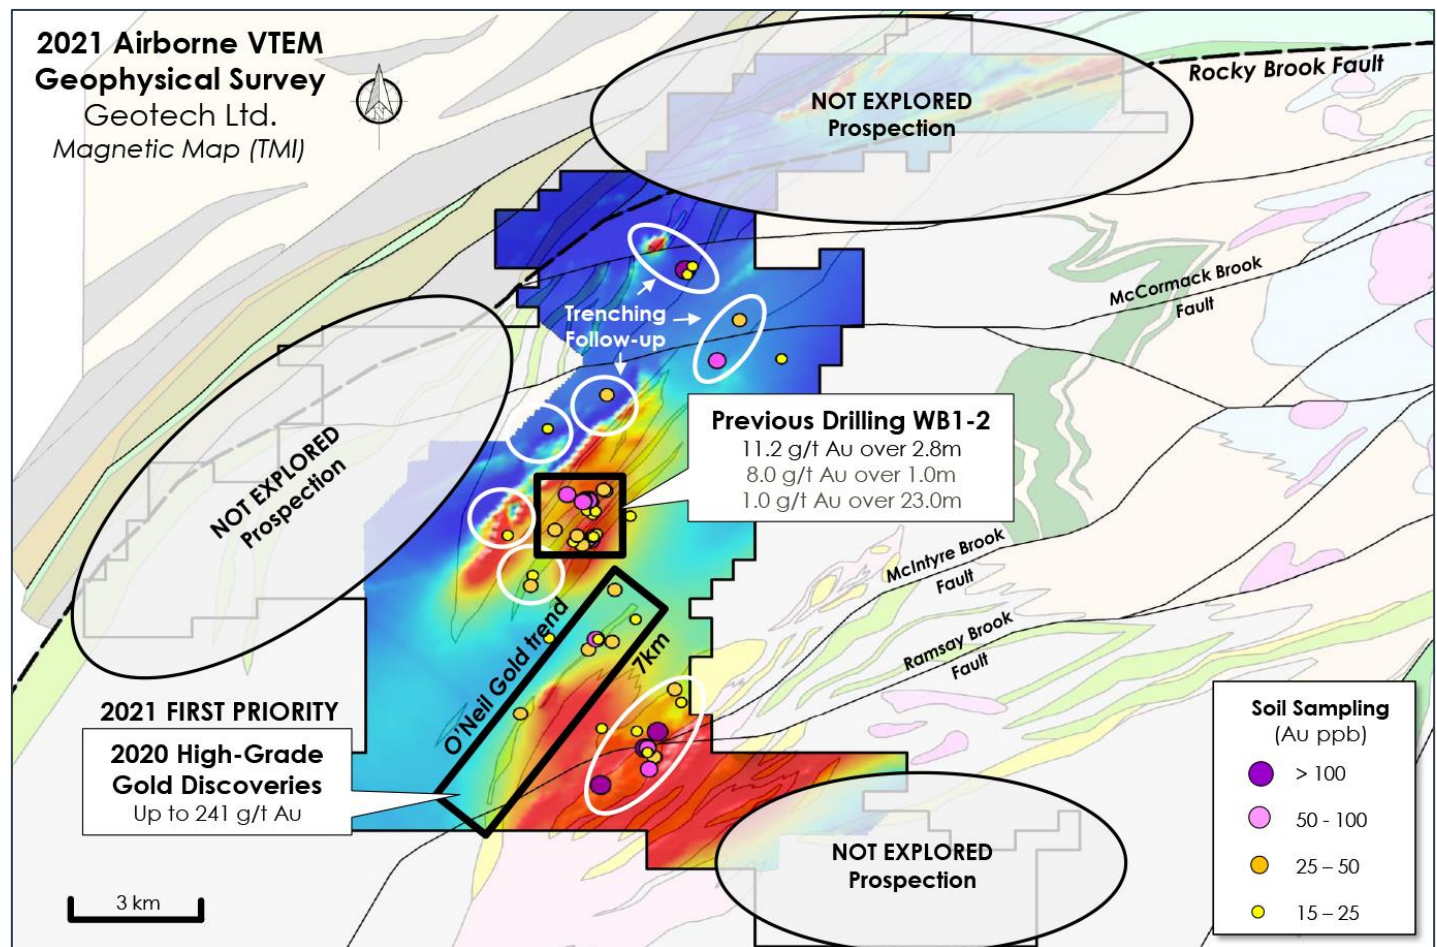 2021 Airborne VTEM
Geophysical Survey
Geotech Ltd.
Magnetic Map (TMI)
NOT EXPLORED
Prospection
Rocky Brook Fault
McCormack Brook
Fault
Trenching
Follow-up
NOT EXPLORED
Prospection
Previous Drilling WB1-2
11.2 g/t Au over 2.8m
8.0 g/t Au over 1.0m
1.0 g/t Au over 23.0m
McIntyre Brook
Fault
Ramsay Brook
Fault
O'Neil Gold trend
7km
2021 FIRST PRIORITY
2020 High-Grade
Gold Discoveries
Up to 241 g/t Au
NOT EXPLORED
Prospection
3 km
Soil Sampling
(Au ppb)
> 100
50 - 100
25 – 50
15 – 25